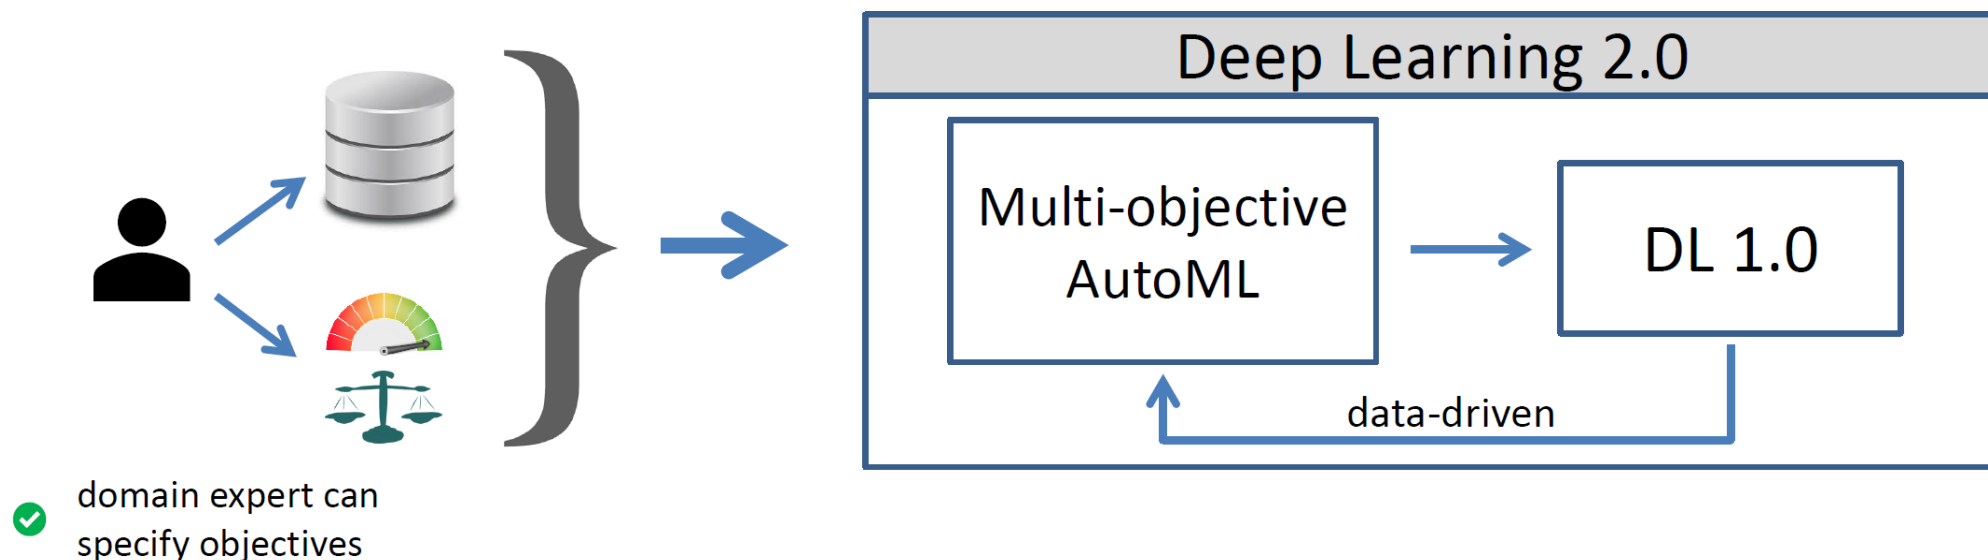 Deep Learning 2.0
Multi-objective
AutoML
DL 1.0
data-driven
domain expert can
specify objectives